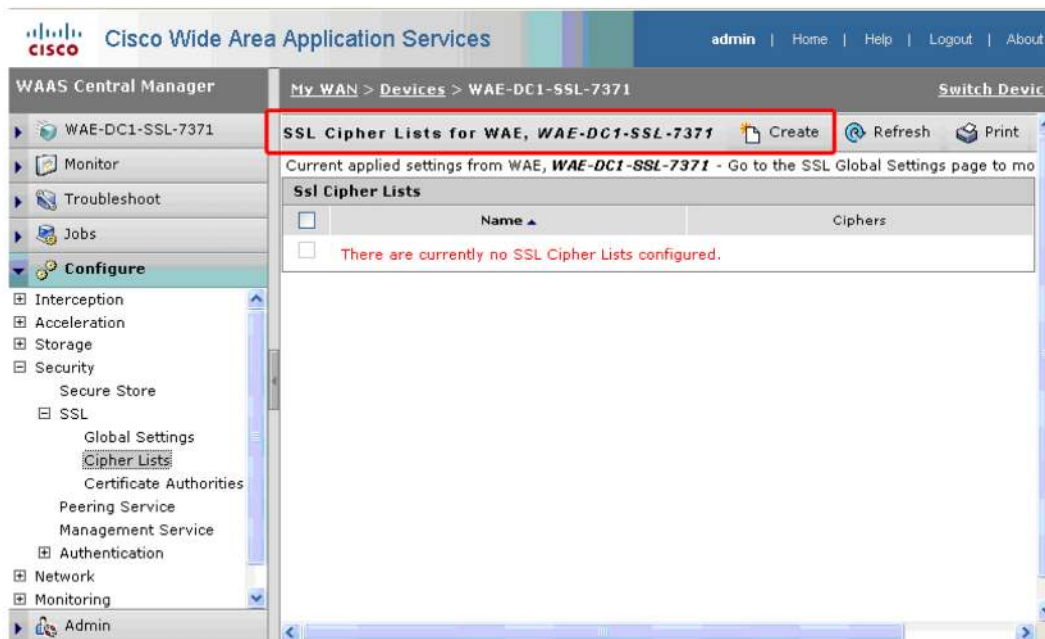 CISCO
Cisco Wide Area Application Services
admin | Home | Help | Logout | About
WAAS Central Manager
My WAN > Devices > WAE-DC1-SSL-7371
Switch Devic
WAE-DC1-SSL-7371
Monitor
Troubleshoot
Jobs
Configure
Interception
Acceleration
Storage
Security
Secure Store
SSL
Global Settings
Cipher Lists
Certificate Authorities
Peering Service
Management Service
Authentication
Network
Monitoring
Admin
SSL Cipher Lists for WAE, WAE-DC1-SSL-7371
Create
Refresh
Print
Current applied settings from WAE, WAE-DC1-SSL-7371 - Go to the SSL Global Settings page to mo
Ssl Cipher Lists
Name
Ciphers
There are currently no SSL Cipher Lists configured.